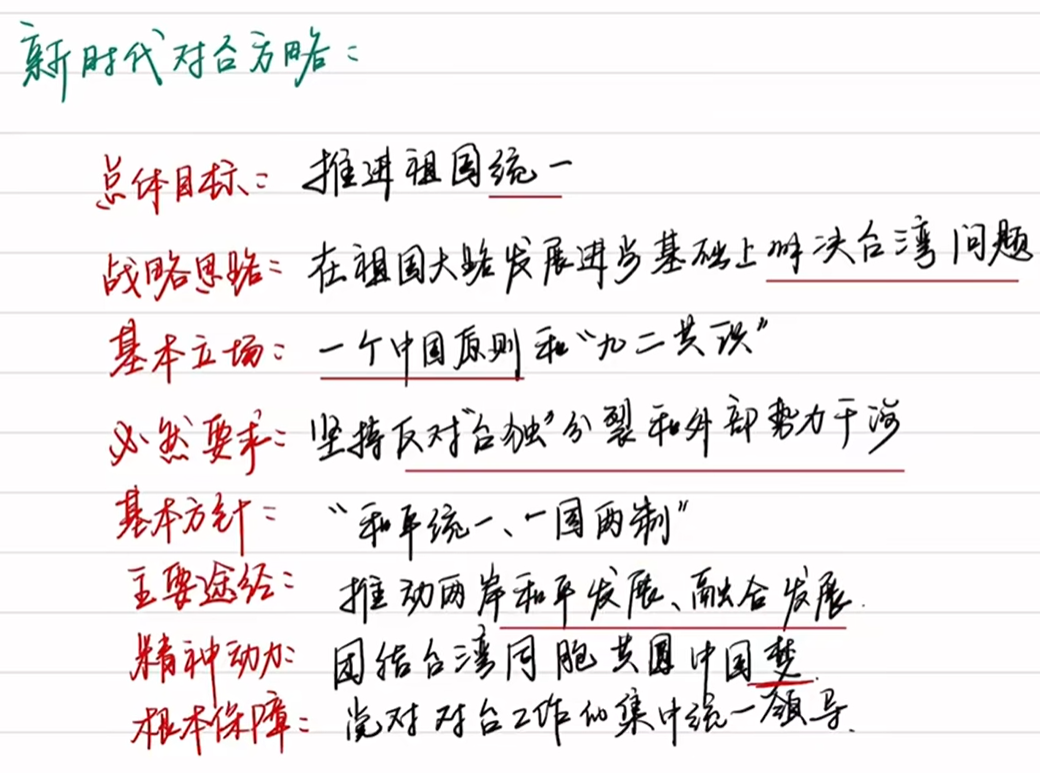 新时代对台方略：
总体目标：推进祖国统一
战略思路：在祖国大陆发展进步基础上解决台湾问题
基本立场：一个中国原则和“九二共识”
必然要求：坚持反对“台独”分裂和外部势力干涉
基本方针：“和平统一、一国两制”
主要途经：推动两岸和平发展、融合发展.
精神动力：团结台湾同胞共圆中国梦.
根本保障：党对对台工作的集中统一领导.